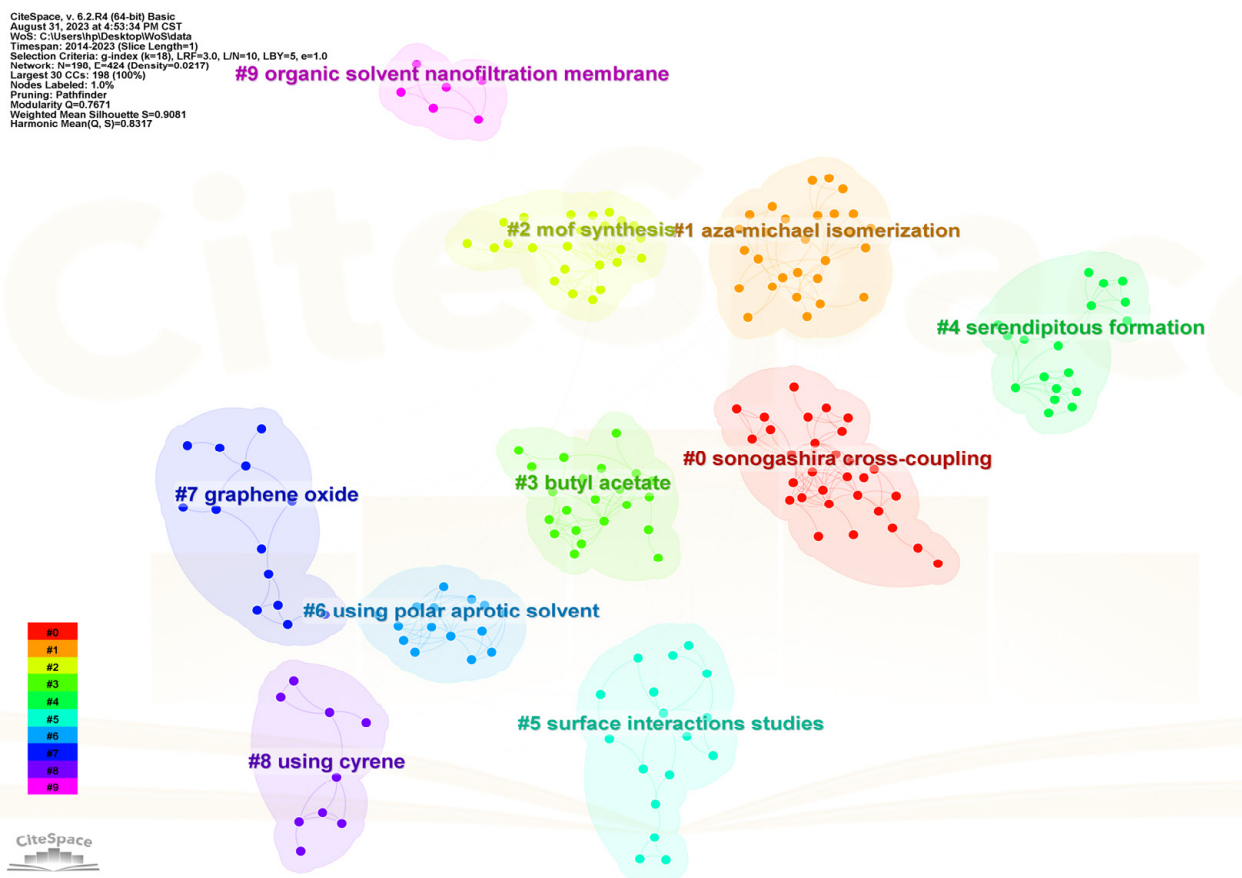 CiteSpace, v. 6.2.R4 (64-bit) Basic
August 31, 2023 at 4:53:34 PM CST
WoS: C:\Users\hp\Desktop\WoS\data
Timespan: 2014-2023 (Slice Length=1)
Selection Criteria: g-index (k=18), LRF=3.0, L/N=10, LBY=5, e=1.0
Network: N=198, E=424 (Density=0.0217)
Largest 30 CCs: 198 (100%)
Nodes Labeled: 1.0%
Pruning: Pathfinder
Modularity Q=0.7671
Weighted Mean Silhouette S=0.9081
Harmonic Mean(Q, S)=0.8317
#9 organic solvent nanofiltration membrane
#2 mof synthesis
#1 aza-michael isomerization
#4 serendipitous formation
#0 sonogashira cross-coupling
#3 butyl acetate
#7 graphene oxide
#6 using polar aprotic solvent
#5 surface interactions studies
#8 using cyrene
#0
#1
#2
#3
#4
#5
#6
#7
#8
#9
CiteSpace
CiteSpace